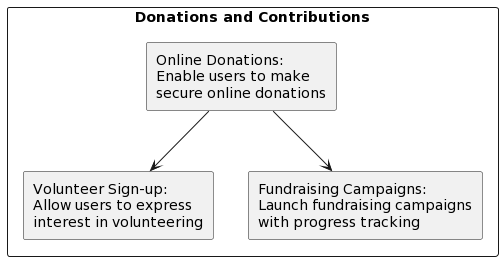 Donations and Contributions
Online Donations:
Enable users to make
secure online donations
Volunteer Sign-up:
Allow users to express
interest in volunteering
Fundraising Campaigns:
Launch fundraising campaigns
with progress tracking